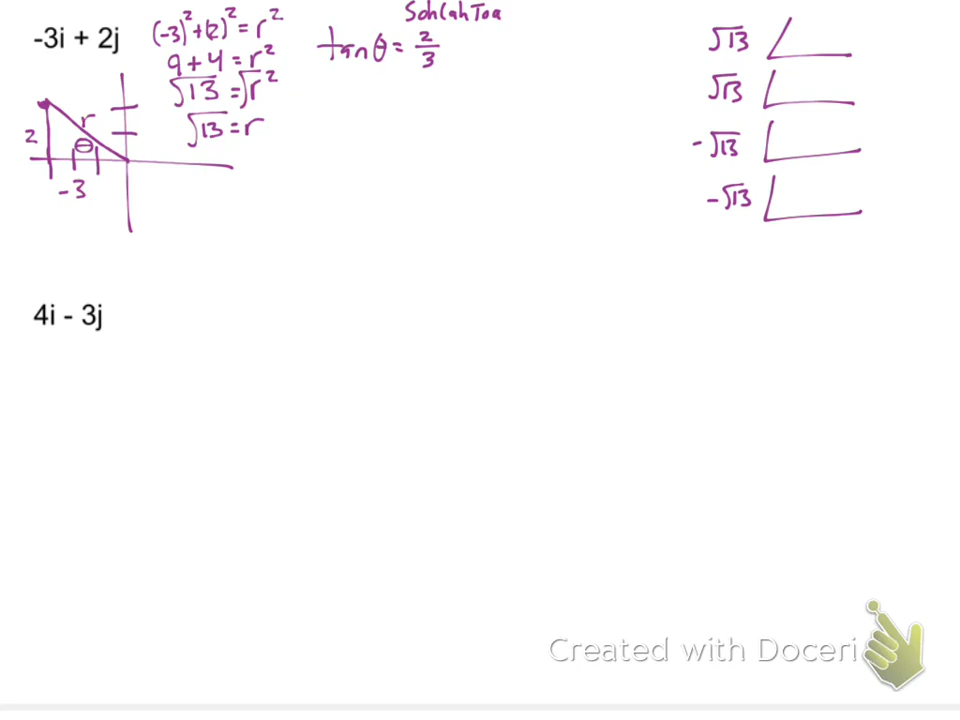 -3i + 2j
(-3)² + (2)² = r²
9 + 4 = r²
√13 = √r²
√13 = r
SohCahToa
tan θ = 2/3
2
r
θ
-3
√13
√13
-√13
-√13
4i - 3j
Created with Doceri